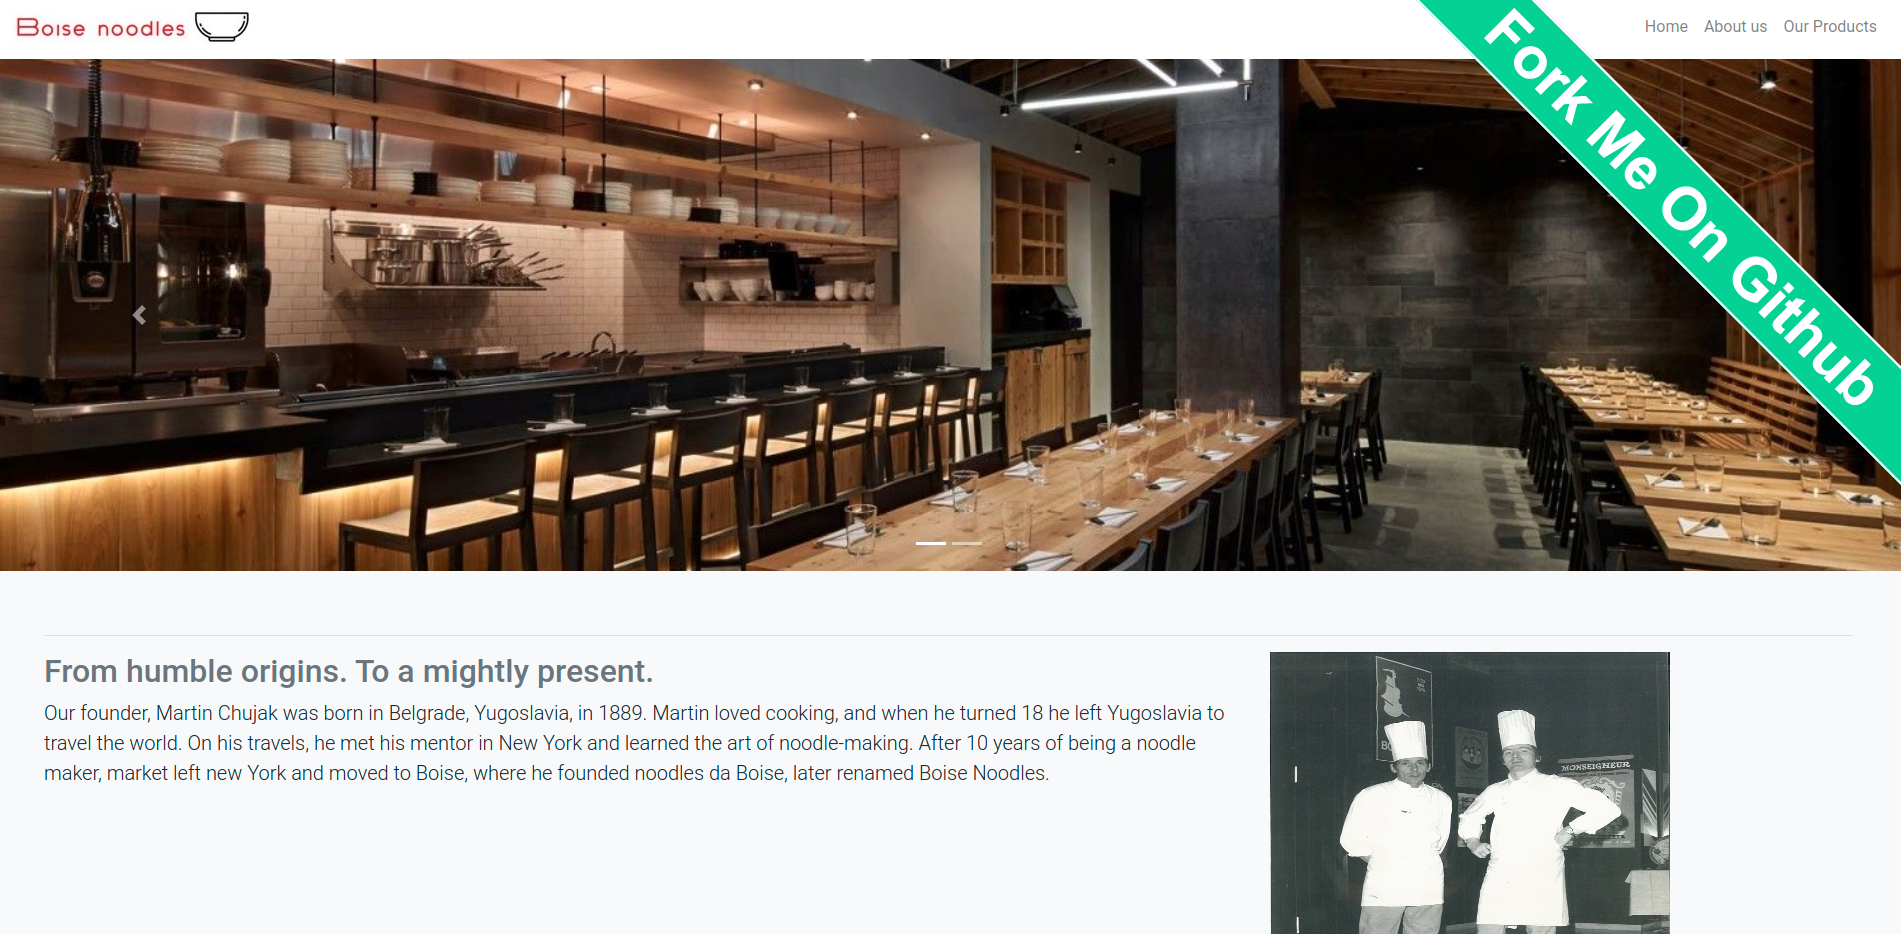 Boise noodles
Home About us Our Products
Fork Me On Github
From humble origins. To a mightly present.
Our founder, Martin Chujak was born in Belgrade, Yugoslavia, in 1889. Martin loved cooking, and when he turned 18 he left Yugoslavia to
travel the world. On his travels, he met his mentor in New York and learned the art of noodle-making. After 10 years of being a noodle
maker, market left new York and moved to Boise, where he founded noodles da Boise, later renamed Boise Noodles.
MONSEIGNEUR